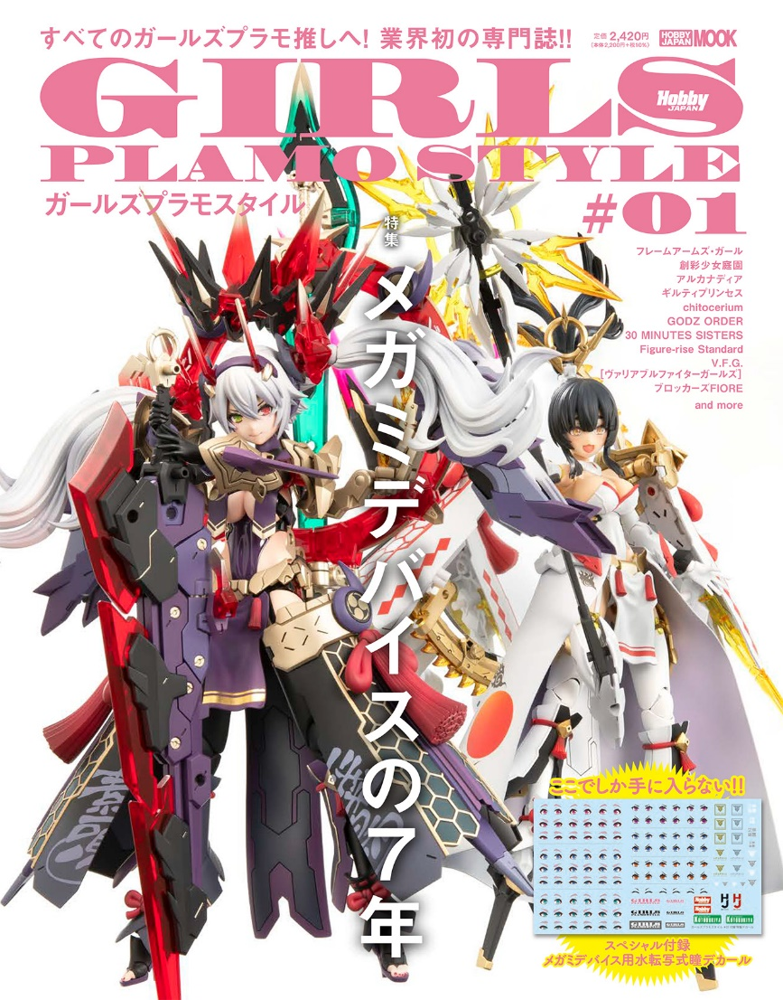 すべてのガールズプラモ推しへ! 業界初の専門誌!!
定価 2,420円
(本体2,200円+税10%)
HOBBY JAPAN MOOK
GIRLS
Hobby JAPAN
PLAMO STYLE
ガールズプラモスタイル
#01
特集
メガミデバイスの7年
フレームアームズ・ガール
創彩少女庭園
アルカナディア
ギルティプリンセス
chitocerium
GODZ ORDER
30 MINUTES SISTERS
Figure-rise Standard
V.F.G.
[ヴァリアブルファイターガールズ]
ブロッカーズFIORE
and more
ここでしか手に入らない!!
GIRLS
GIRLS
GIRLS
Hobby
Hobby
KOTOBUKIYA
KOTOBUKIYA
スペシャル付録
メガミデバイス用水転写式瞳デカール